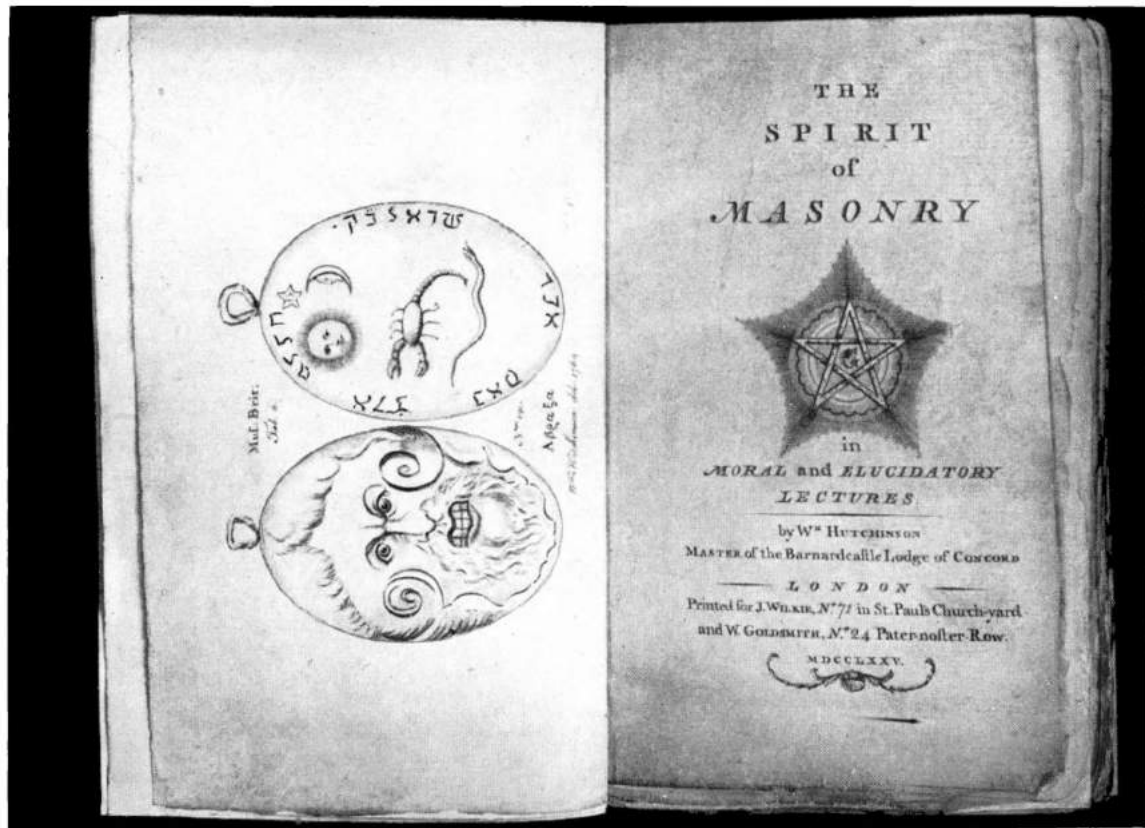 Muſ. Brit.
Αβραξα
THE
SPIRIT
of
MASONRY
in
MORAL and ELUCIDATORY
LECTURES
by Wᵐ HUTCHINSON
MASTER of the Barnardcaſtle Lodge of CONCORD
LONDON
Printed for J. WILKIE, Nº 71 in St. Paul's Church-yard
and W. GOLDSMITH, Nº 24 Pater-noſter-Row.
MDCCLXXV.